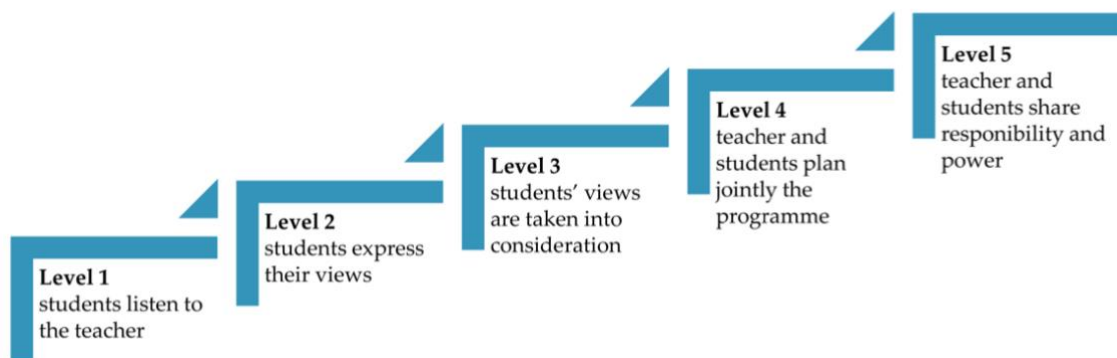 Level 1
students listen to
the teacher
Level 2
students express
their views
Level 3
students’ views
are taken into
consideration
Level 4
teacher and
students plan
jointly the
programme
Level 5
teacher and
students share
responibility and
power